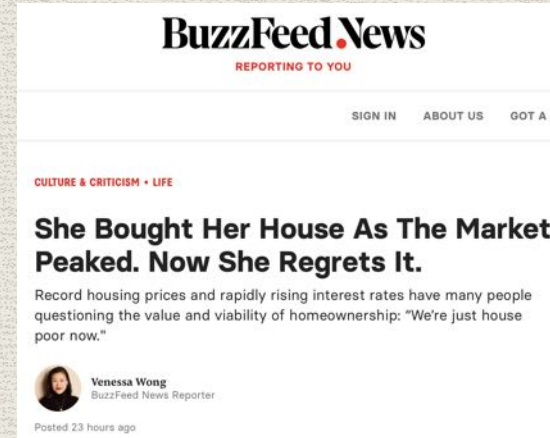 BuzzFeed News
REPORTING TO YOU
SIGN IN ABOUT US GOT A
CULTURE & CRITICISM • LIFE
She Bought Her House As The Market
Peaked. Now She Regrets It.
Record housing prices and rapidly rising interest rates have many people
questioning the value and viability of homeownership: “We’re just house
poor now."
Venessa Wong
BuzzFeed News Reporter
Posted 23 hours ago